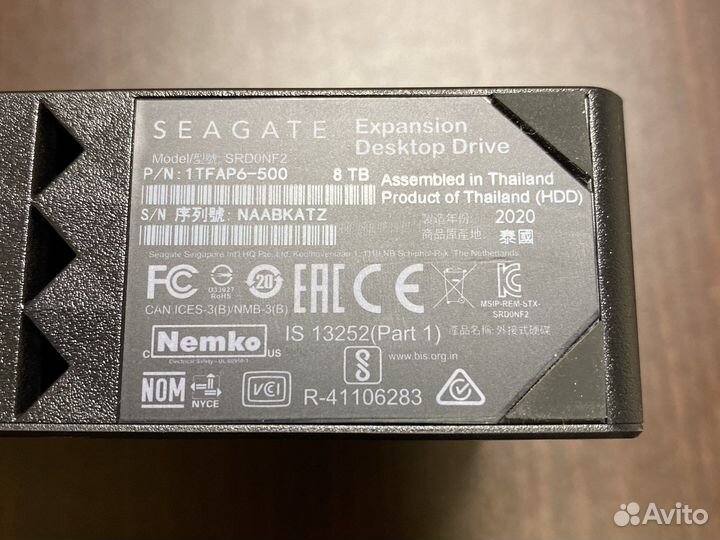 SEAGATE
Expansion
Desktop Drive
Model/型號: SRD0NF2
P/N: 1TFAP6-500 8 TB
Assembled in Thailand
Product of Thailand (HDD)
S/N 序列號: NAABKATZ
製造年份: 2020
商品原產地: 泰國
Seagate Singapore Int'l HQ Pte. Ltd. Koolhovenlaan 1, 1119 NB Schiphol-Rijk, The Netherlands
FC
D33027
RoHS
20
EAC
CE
MSIP-REM-STX-
SRD0NF2
CAN ICES-3(B)/NMB-3(B)
c Nemko US
IS 13252(Part 1)
產品名稱: 外接式硬碟
www.bis.org.in
NOM
NYCE
VCI
R-41106283
Avito